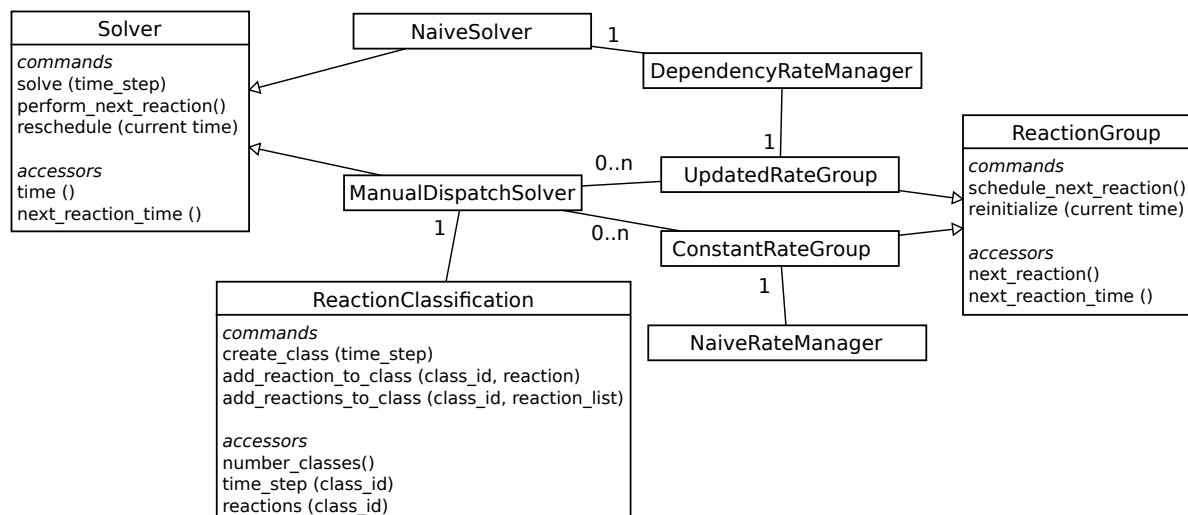 Solver
commands
solve (time_step)
perform_next_reaction()
reschedule (current time)
accessors
time ()
next_reaction_time ()
NaiveSolver
1
DependencyRateManager
1
0..n
UpdatedRateGroup
ManualDispatchSolver
1
0..n
ConstantRateGroup
1
NaiveRateManager
ReactionGroup
commands
schedule_next_reaction()
reinitialize (current time)
accessors
next_reaction()
next_reaction_time ()
ReactionClassification
commands
create_class (time_step)
add_reaction_to_class (class_id, reaction)
add_reactions_to_class (class_id, reaction_list)
accessors
number_classes()
time_step (class_id)
reactions (class_id)